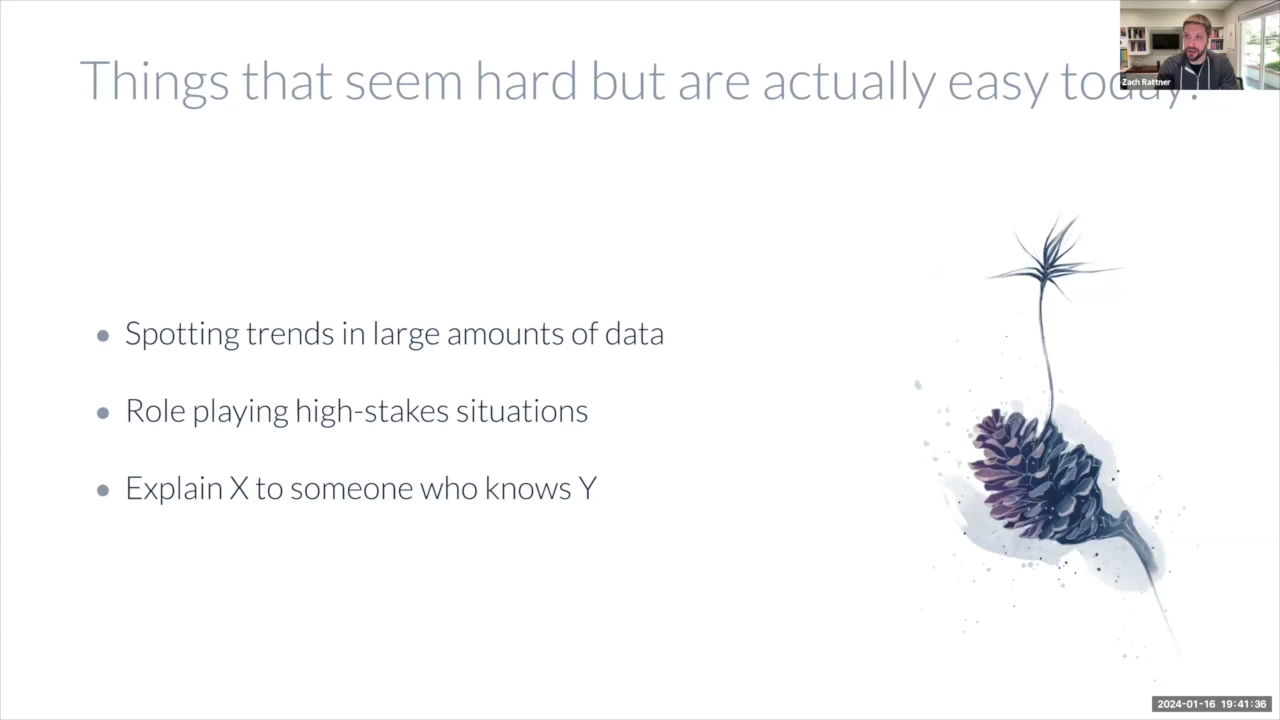 Things that seem hard but are actually easy today:
Zach Rattner
● Spotting trends in large amounts of data
● Role playing high-stakes situations
● Explain X to someone who knows Y
2024-01-16 19:41:36